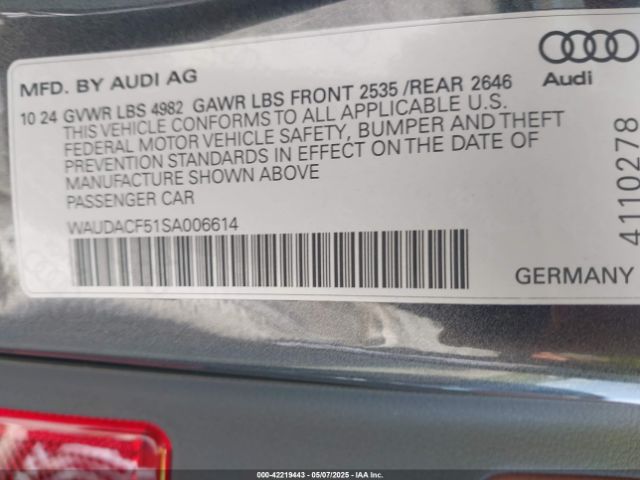 MFD. BY AUDI AG
Audi
10 24 GVWR LBS 4982 GAWR LBS FRONT 2535 /REAR 2646
THIS VEHICLE CONFORMS TO ALL APPLICABLE U.S.
FEDERAL MOTOR VEHICLE SAFETY, BUMPER AND THEFT
PREVENTION STANDARDS IN EFFECT ON THE DATE OF
MANUFACTURE SHOWN ABOVE
PASSENGER CAR
WAUDACF51SA006614
4110278
GERMANY
000-42219443 - 05/07/2025 - IAA Inc.